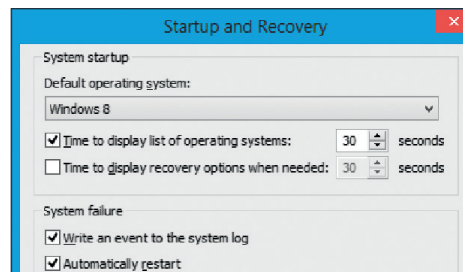 Startup and Recovery
System startup
Default operating system:
Windows 8
Time to display list of operating systems: 30 seconds
Time to display recovery options when needed: 30 seconds
System failure
Write an event to the system log
Automatically restart